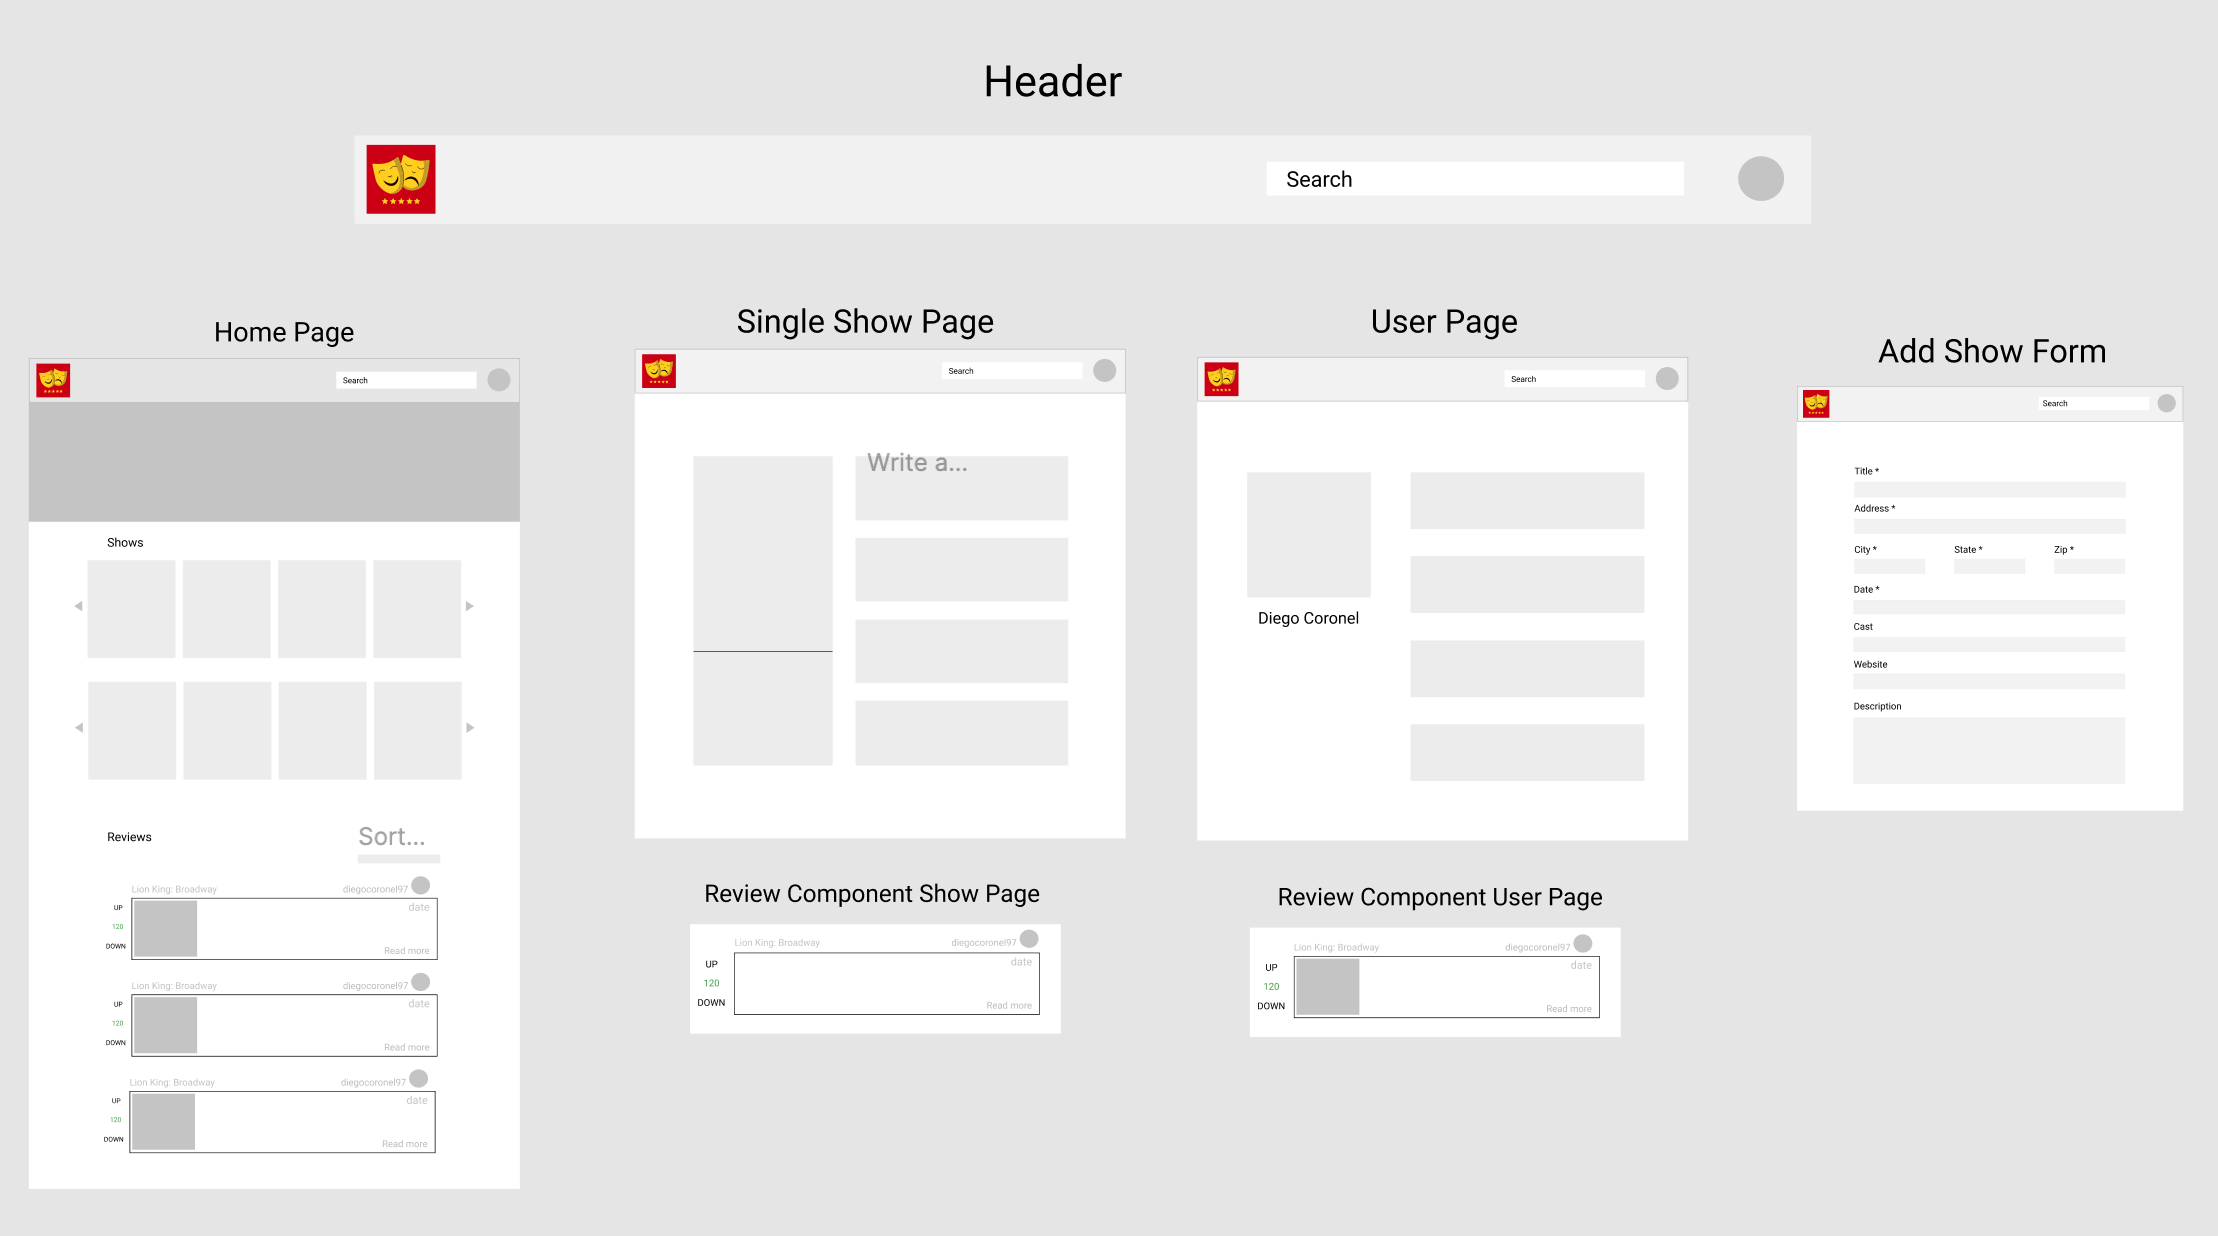 Header
Search
Home Page
Search
Shows
Reviews
Sort...
Lion King: Broadway
diegocoronel97
UP
120
DOWN
date
Read more
Lion King: Broadway
diegocoronel97
UP
120
DOWN
date
Read more
Lion King: Broadway
diegocoronel97
UP
120
DOWN
date
Read more
Single Show Page
Search
Write a...
Review Component Show Page
Lion King: Broadway
diegocoronel97
UP
120
DOWN
date
Read more
User Page
Search
Diego Coronel
Review Component User Page
Lion King: Broadway
diegocoronel97
UP
120
DOWN
date
Read more
Add Show Form
Search
Title *
Address *
City *
State *
Zip *
Date *
Cast
Website
Description